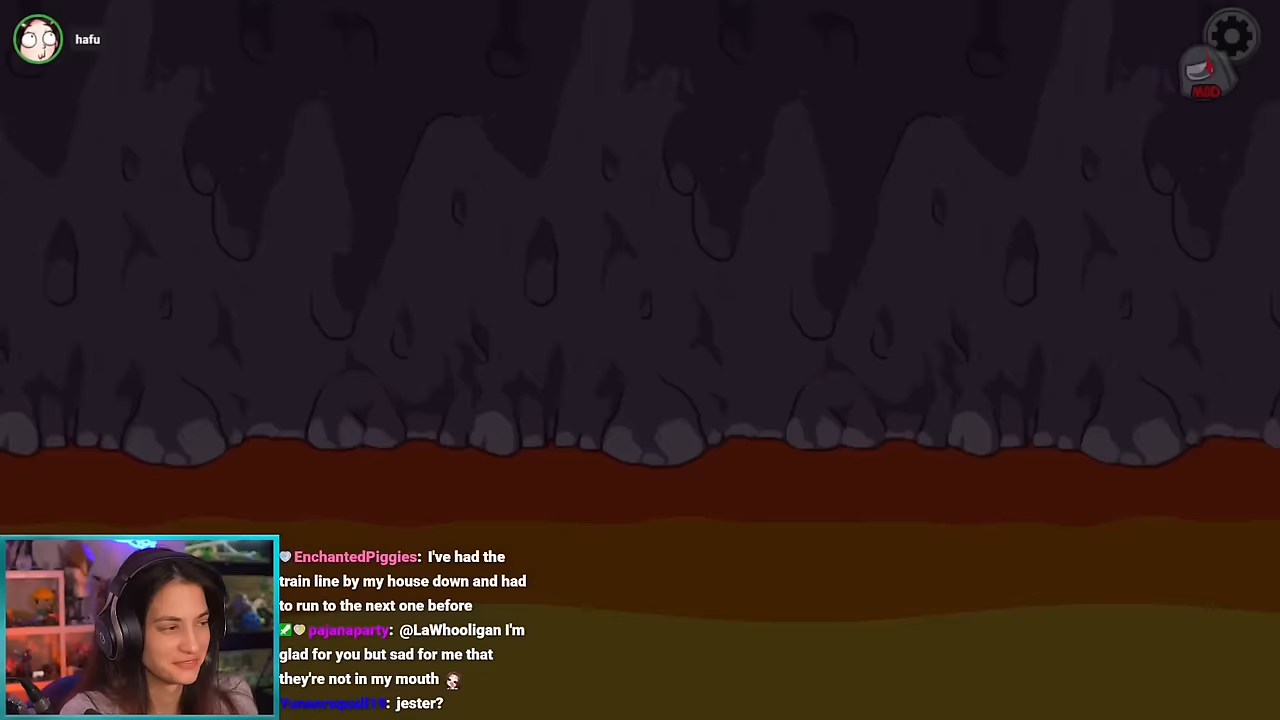 hafu
MOD
EnchantedPiggies: I've had the
train line by my house down and had
to run to the next one before
pajanaparty: @LaWhooligan I'm
glad for you but sad for me that
they're not in my mouth
: jester?